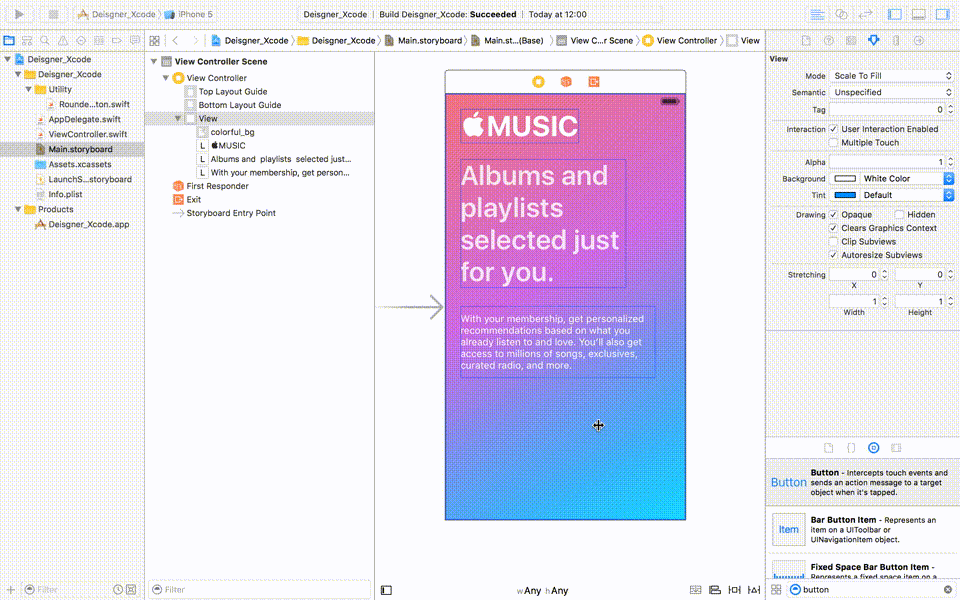 Deisgner_Xcode
iPhone 5
Deisgner_Xcode | Build Deisgner_Xcode: Succeeded | Today at 12:00
Deisgner_Xcode
Deisgner_Xcode
Main.storyboard
Main.st...(Base)
View C...r Scene
View Controller
View
Deisgner_Xcode
Deisgner_Xcode
Utility
Rounde...ton.swift
AppDelegate.swift
ViewController.swift
Main.storyboard
Assets.xcassets
LaunchS...storyboard
Info.plist
Products
Deisgner_Xcode.app
Filter
View Controller Scene
View Controller
Top Layout Guide
Bottom Layout Guide
View
colorful_bg
L MUSIC
L Albums and playlists selected just...
L With your membership, get person...
First Responder
Exit
Storyboard Entry Point
Filter
MUSIC
Albums and
playlists
selected just
for you.
With your membership, get personalized
recommendations based on what you
already listen to and love. You'll also get
access to millions of songs, exclusives,
curated radio, and more.
wAny hAny
View
Mode Scale To Fill
Semantic Unspecified
Tag 0
Interaction User Interaction Enabled
Multiple Touch
Alpha 1
Background White Color
Tint Default
Drawing Opaque Hidden
Clears Graphics Context
Clip Subviews
Autoresize Subviews
Stretching 0 0
X Y
1 1
Width Height
Button
Button - Intercepts touch events and
sends an action message to a target
object when it's tapped.
Item
Bar Button Item - Represents an
item on a UIToolbar or
UINavigationItem object.
Fixed Space Bar Button Item -
Represents a fixed space item on a
button